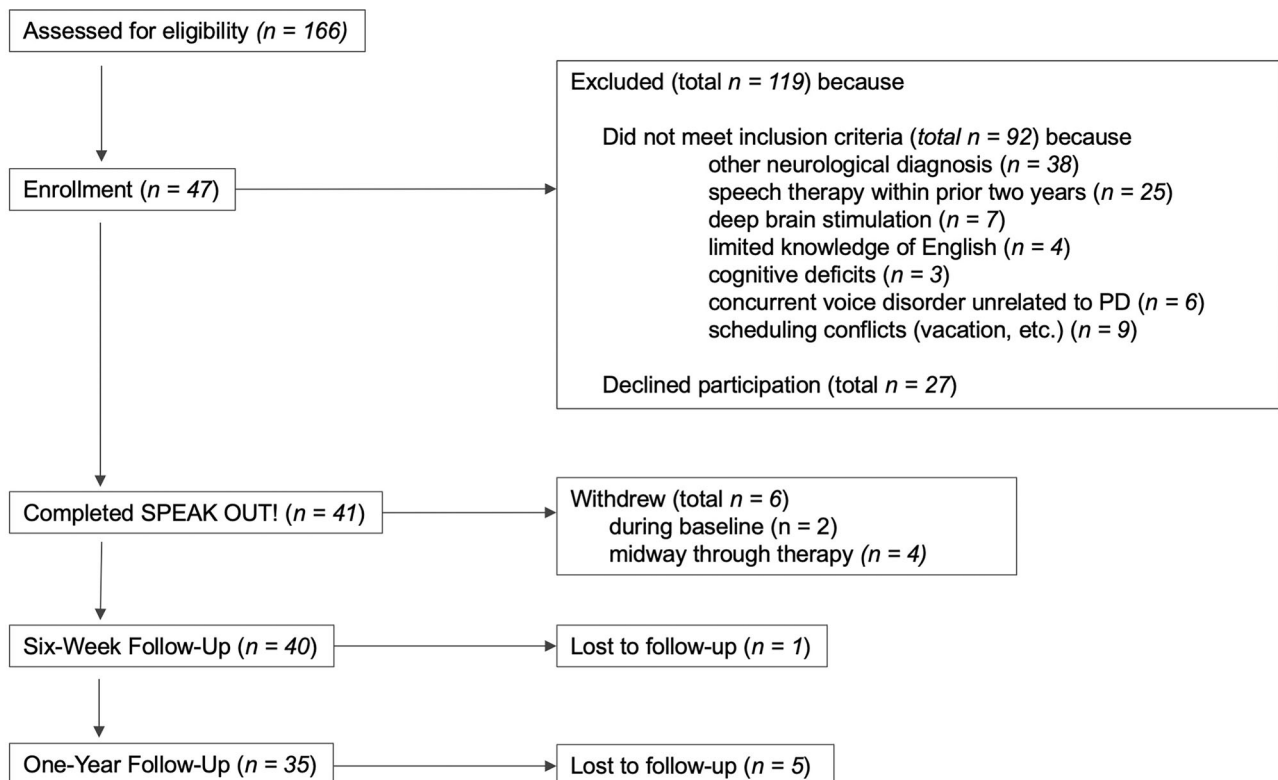 Assessed for eligibility (n = 166)
Excluded (total n = 119) because
Did not meet inclusion criteria (total n = 92) because
other neurological diagnosis (n = 38)
Enrollment (n = 47)
speech therapy within prior two years (n = 25)
deep brain stimulation (n = 7)
limited knowledge of English (n = 4)
cognitive deficits (n = 3)
concurrent voice disorder unrelated to PD (n = 6)
scheduling conflicts (vacation, etc.) (n = 9)
Declined participation (total n = 27)
Completed SPEAK OUT! (n = 41)
Withdrew (total n = 6)
during baseline (n = 2)
midway through therapy (n = 4)
Six-Week Follow-Up (n = 40)
Lost to follow-up (n = 1)
One-Year Follow-Up (n = 35)
Lost to follow-up (n = 5)